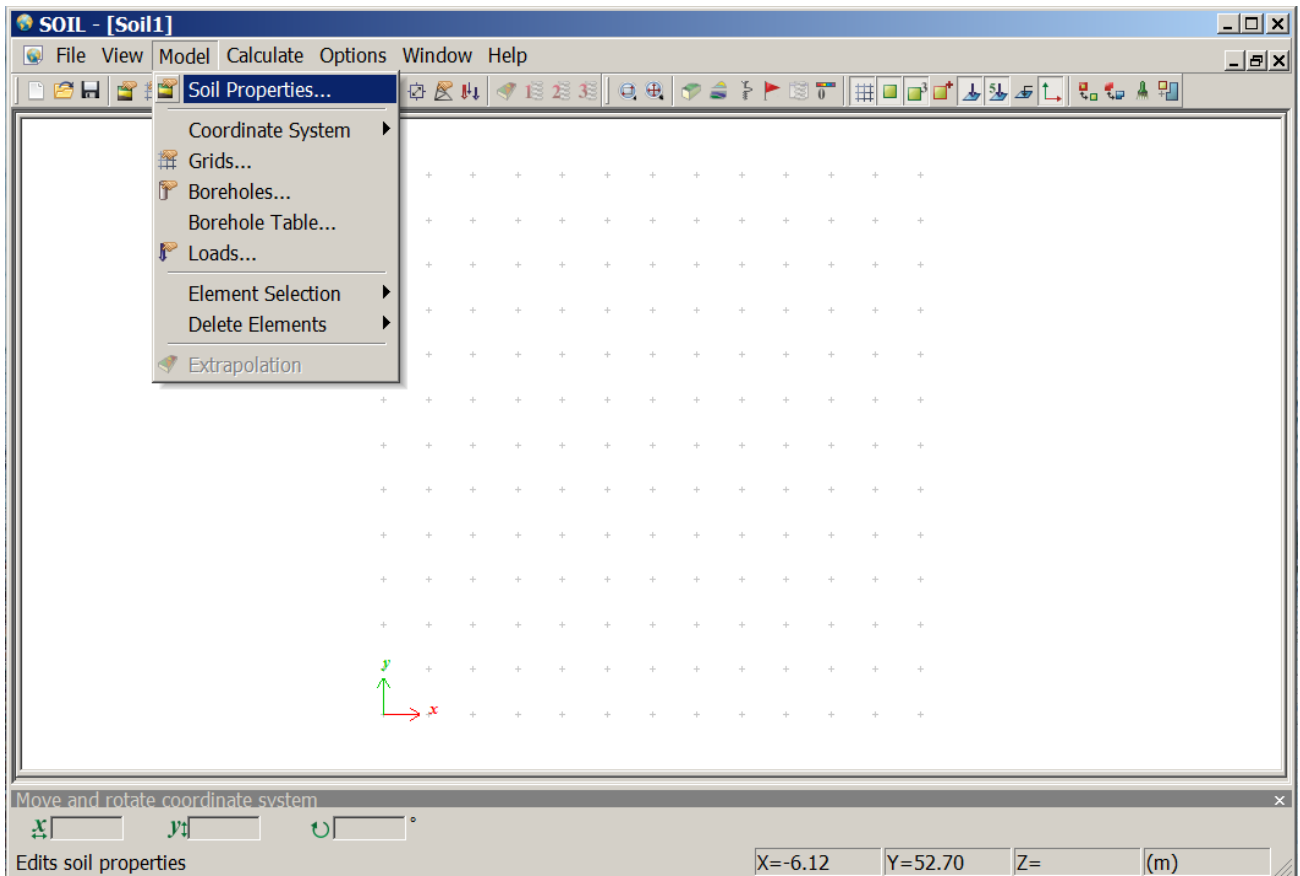 SOIL - [Soil1]
File View Model Calculate Options Window Help
Soil Properties...
Coordinate System
Grids...
Boreholes...
Borehole Table...
Loads...
Element Selection
Delete Elements
Extrapolation
y
x
Move and rotate coordinate system
x y °
Edits soil properties X=-6.12 Y=52.70 Z= (m)